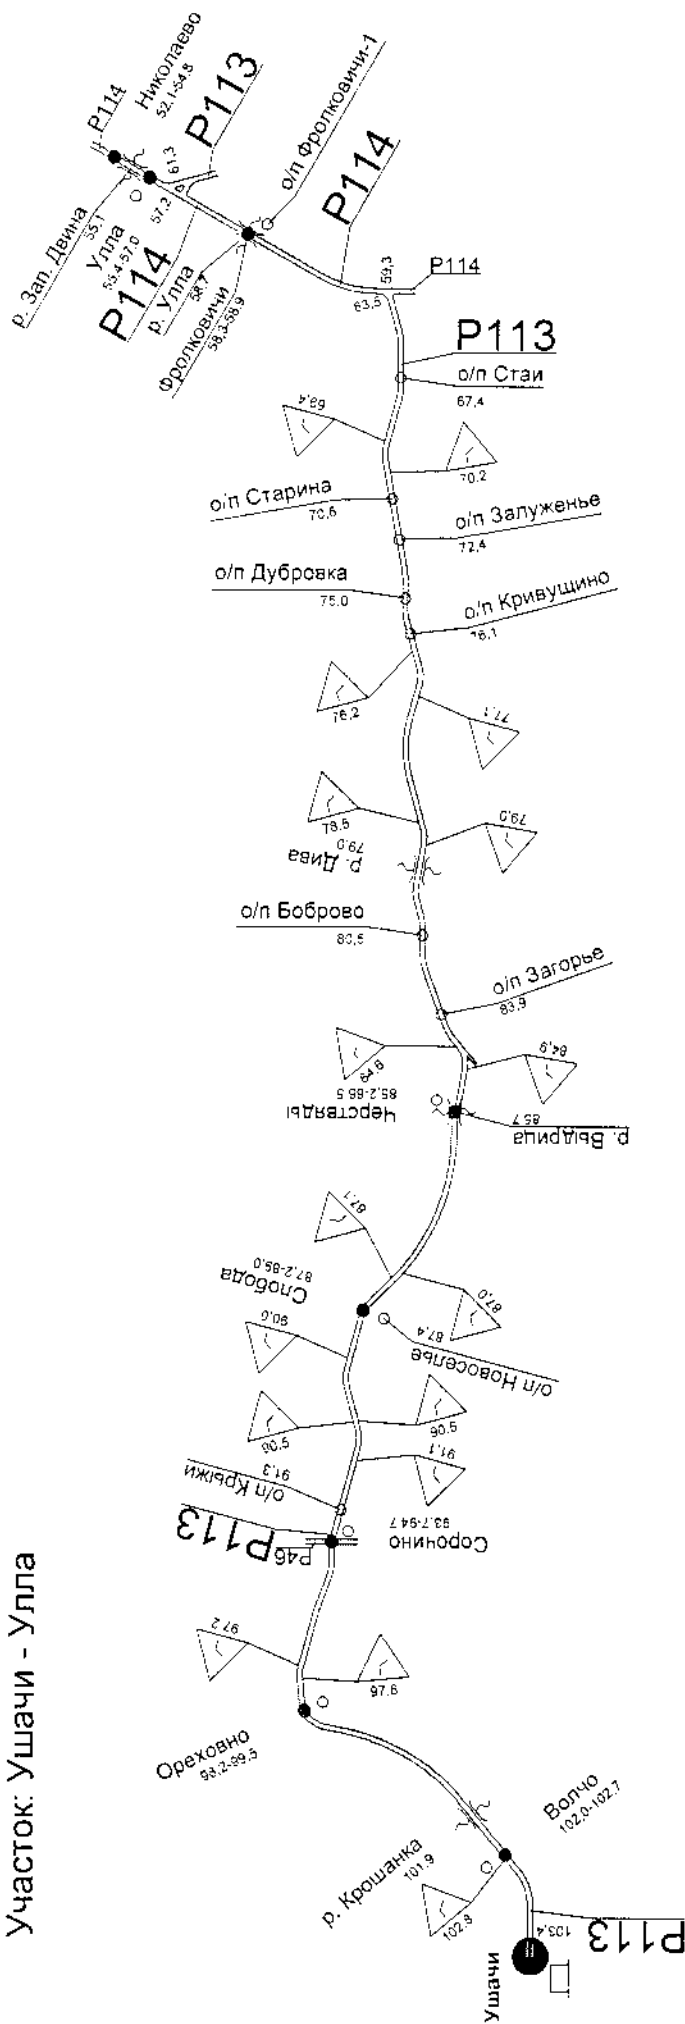 Участок: Ушачи - Улла
Р114
Николаево
52,1-54,8
р. Зап. Двина
55,1
Улла
55,4-57,0
Р114
57,2
61,3
Р113
р. Улла
58,7
Фролковичи
58,3-58,9
о/п Фролковичи-1
Р114
59,3
63,5
Р114
Р113
о/п Стаи
67,4
69,4
70,2
о/п Старина
70,6
о/п Залуженье
72,4
о/п Дубровка
75,0
о/п Кривущино
76,1
76,2
77,1
78,5
79,0
р. Дива
79,0
о/п Боброво
80,5
о/п Загорье
83,9
84,8
84,9
Черствяды
85,2-86,5
р. Выдрица
85,7
87,1
87,0
Слобода
87,2-89,0
о/п Новоселье
87,4
90,0
90,5
90,5
91,1
о/п Крыжи
91,3
Р113
Р46
Сорочино
93,7-94,7
97,2
97,6
Ореховно
98,2-99,5
р. Крошанка
101,9
Волчо
102,0-102,7
102,8
103,4
Р113
Ушачи